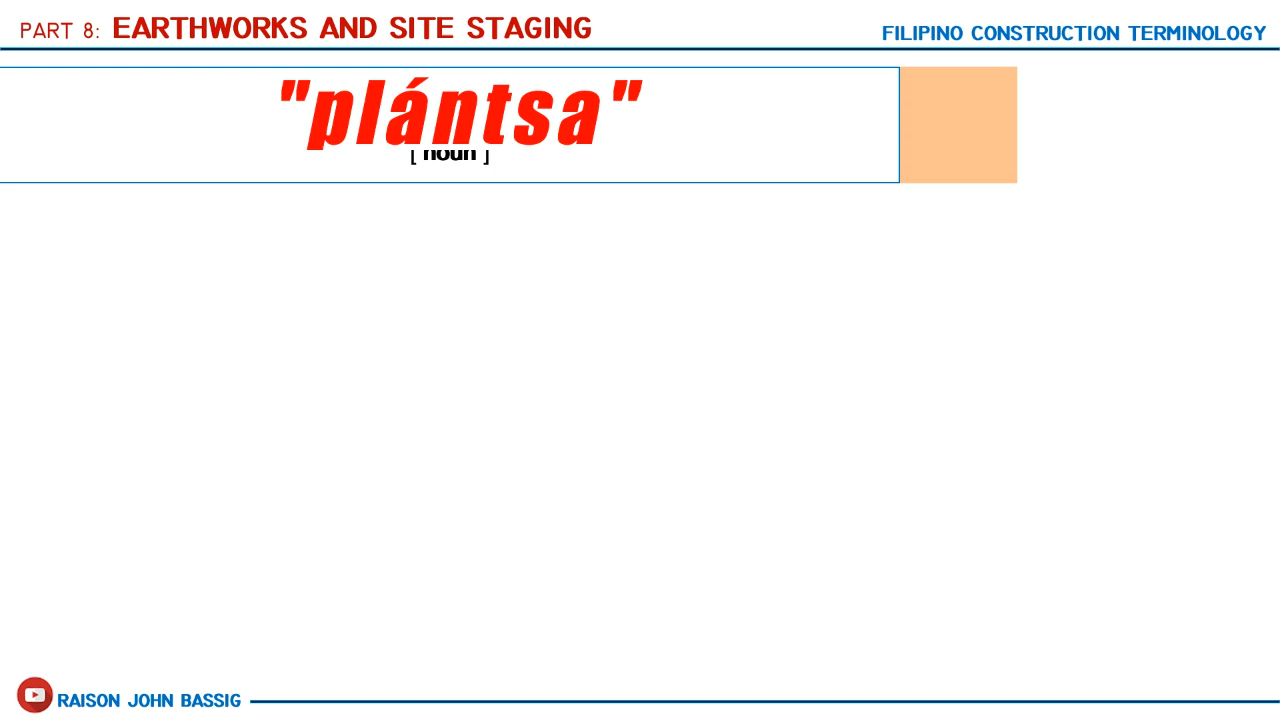 PART 8: EARTHWORKS AND SITE STAGING
FILIPINO CONSTRUCTION TERMINOLOGY
"plántsa"
[ noun ]
RAISON JOHN BASSIG